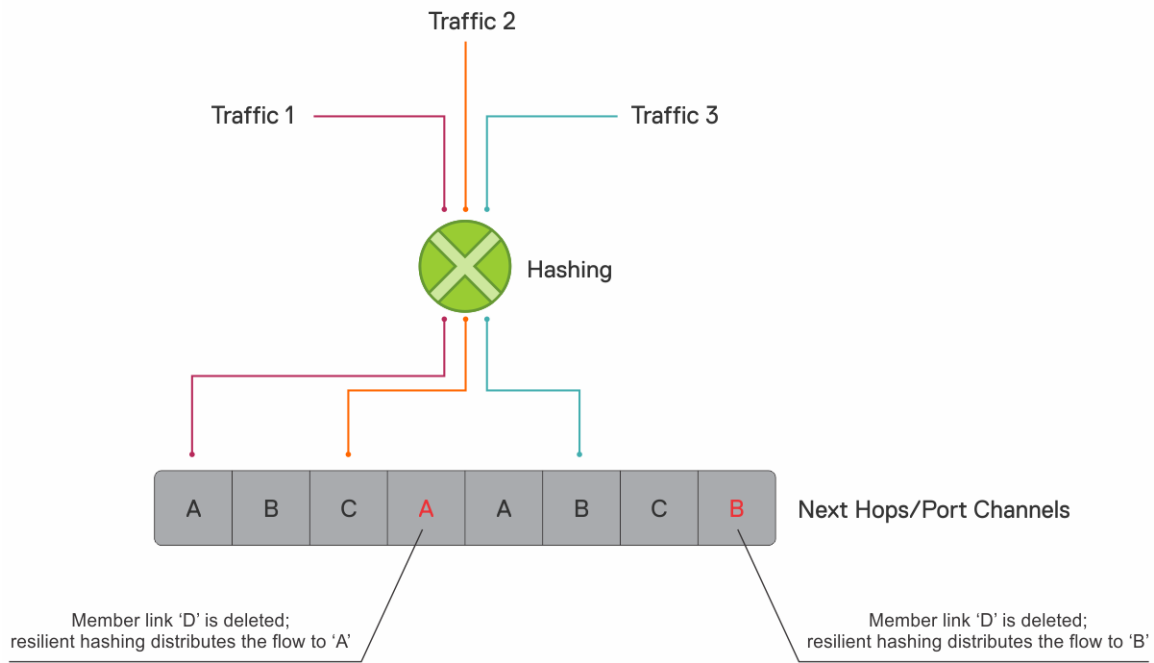 Traffic 2
Traffic 1
Traffic 3
Hashing
A B C A A B C B
Next Hops/Port Channels
Member link ‘D’ is deleted;
resilient hashing distributes the flow to ‘A’
Member link ‘D’ is deleted;
resilient hashing distributes the flow to ‘B’